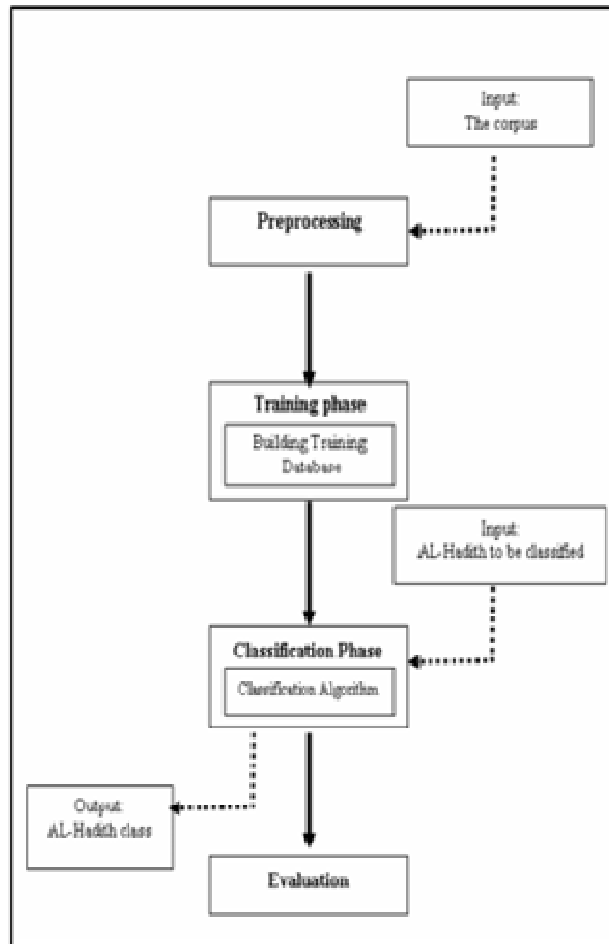 Input:
The corpus
Preprocessing
Training phase
Building Training
Database
Input:
AL-Hadith to be classified
Classification Phase
Classification Algorithm
Output:
AL-Hadith class
Evaluation